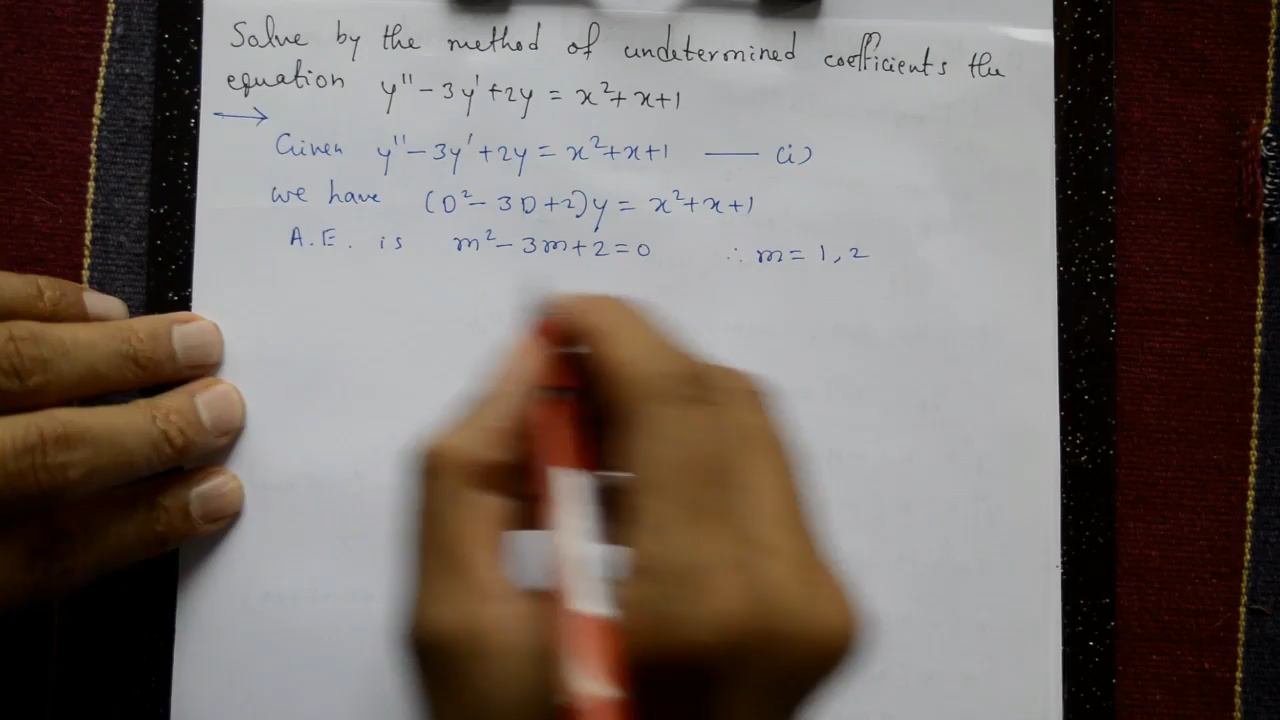 Solve by the method of undetermined coefficients the
equation y'' - 3y' + 2y = x² + x + 1
→
Given y'' - 3y' + 2y = x² + x + 1 —— (i)
we have (D² - 3D + 2)y = x² + x + 1
A.E. is m² - 3m + 2 = 0 ∴ m = 1, 2